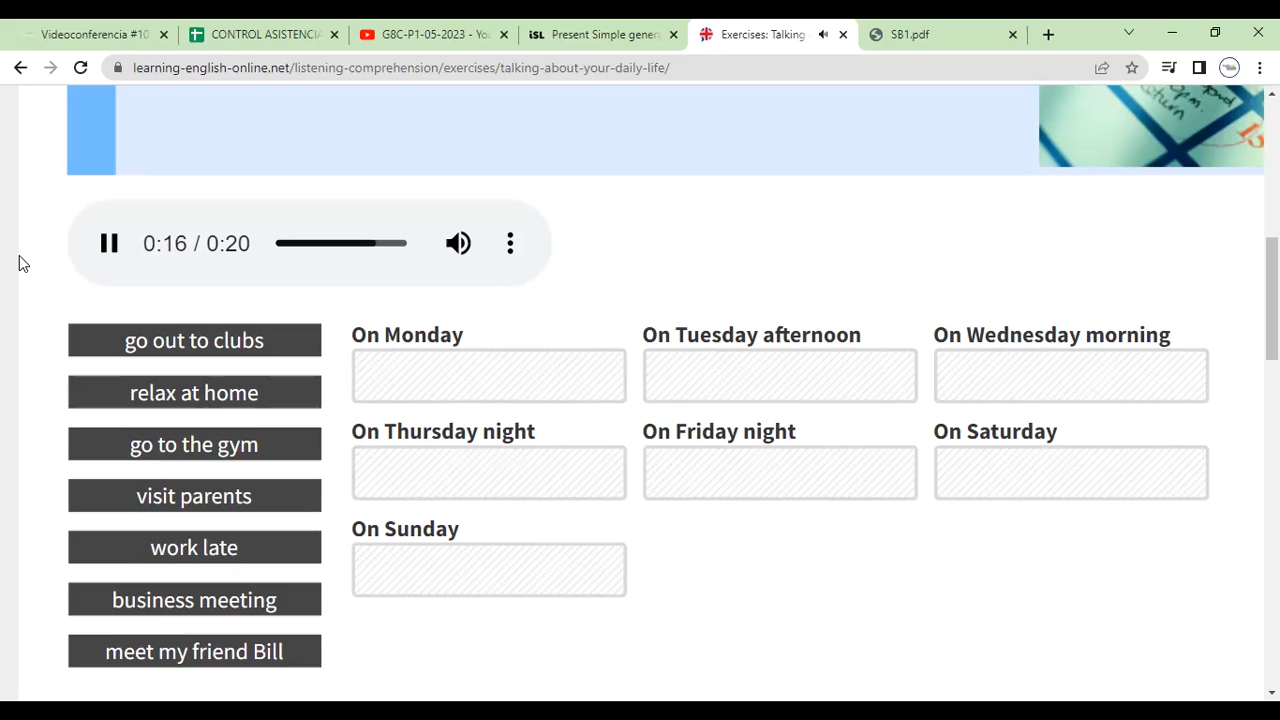 Videoconferencia #10
CONTROL ASISTENCIA
G8C-P1-05-2023 - You
Present Simple genera
Exercises: Talking
SB1.pdf
learning-english-online.net/listening-comprehension/exercises/talking-about-your-daily-life/
return
0:16 / 0:20
go out to clubs
relax at home
go to the gym
visit parents
work late
business meeting
meet my friend Bill
On Monday
On Tuesday afternoon
On Wednesday morning
On Thursday night
On Friday night
On Saturday
On Sunday